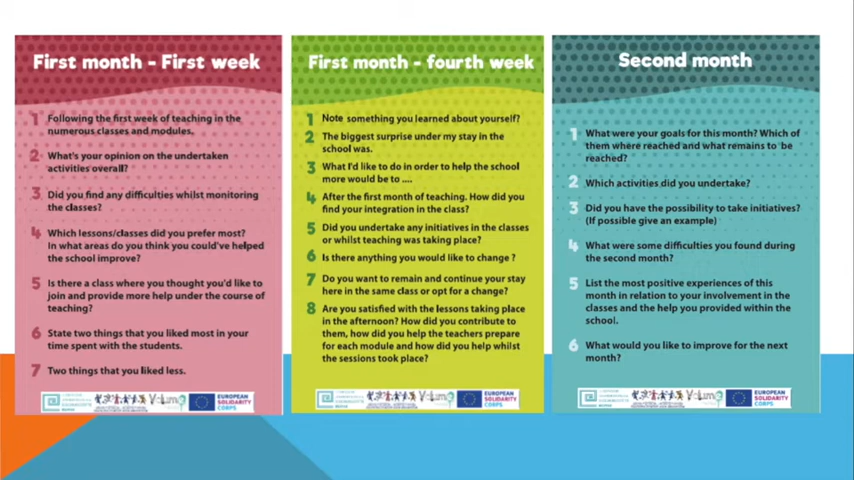 First month - First week
1 Following the first week of teaching in the
numerous classes and modules.
2 What's your opinion on the undertaken
activities overall?
3 Did you find any difficulties whilst monitoring
the classes?
4 Which lessons/classes did you prefer most?
In what areas do you think you could've helped
the school improve?
5 Is there a class where you thought you'd like to
join and provide more help under the course of
teaching?
6 State two things that you liked most in your
time spent with the students.
7 Two things that you liked less.
EUROPEAN
SOLIDARITY
CORPS
First month - fourth week
1 Note something you learned about yourself?
2 The biggest surprise under my stay in the
school was.
3 What I'd like to do in order to help the school
more would be to ....
4 After the first month of teaching. How did you
find your integration in the class?
5 Did you undertake any initiatives in the classes
or whilst teaching was taking place?
6 Is there anything you would like to change ?
7 Do you want to remain and continue your stay
here in the same class or opt for a change?
8 Are you satisfied with the lessons taking place
in the afternoon? How did you contribute to
them, how did you help the teachers prepare
for each module and how did you help whilst
the sessions took place?
EUROPEAN
SOLIDARITY
CORPS
Second month
1 What were your goals for this month? Which of
them where reached and what remains to be
reached?
2 Which activities did you undertake?
3 Did you have the possibility to take initiatives?
(If possible give an example)
4 What were some difficulties you found during
the second month?
5 List the most positive experiences of this
month in relation to your involvement in the
classes and the help you provided within the
school.
6 What would you like to improve for the next
month?
EUROPEAN
SOLIDARITY
CORPS